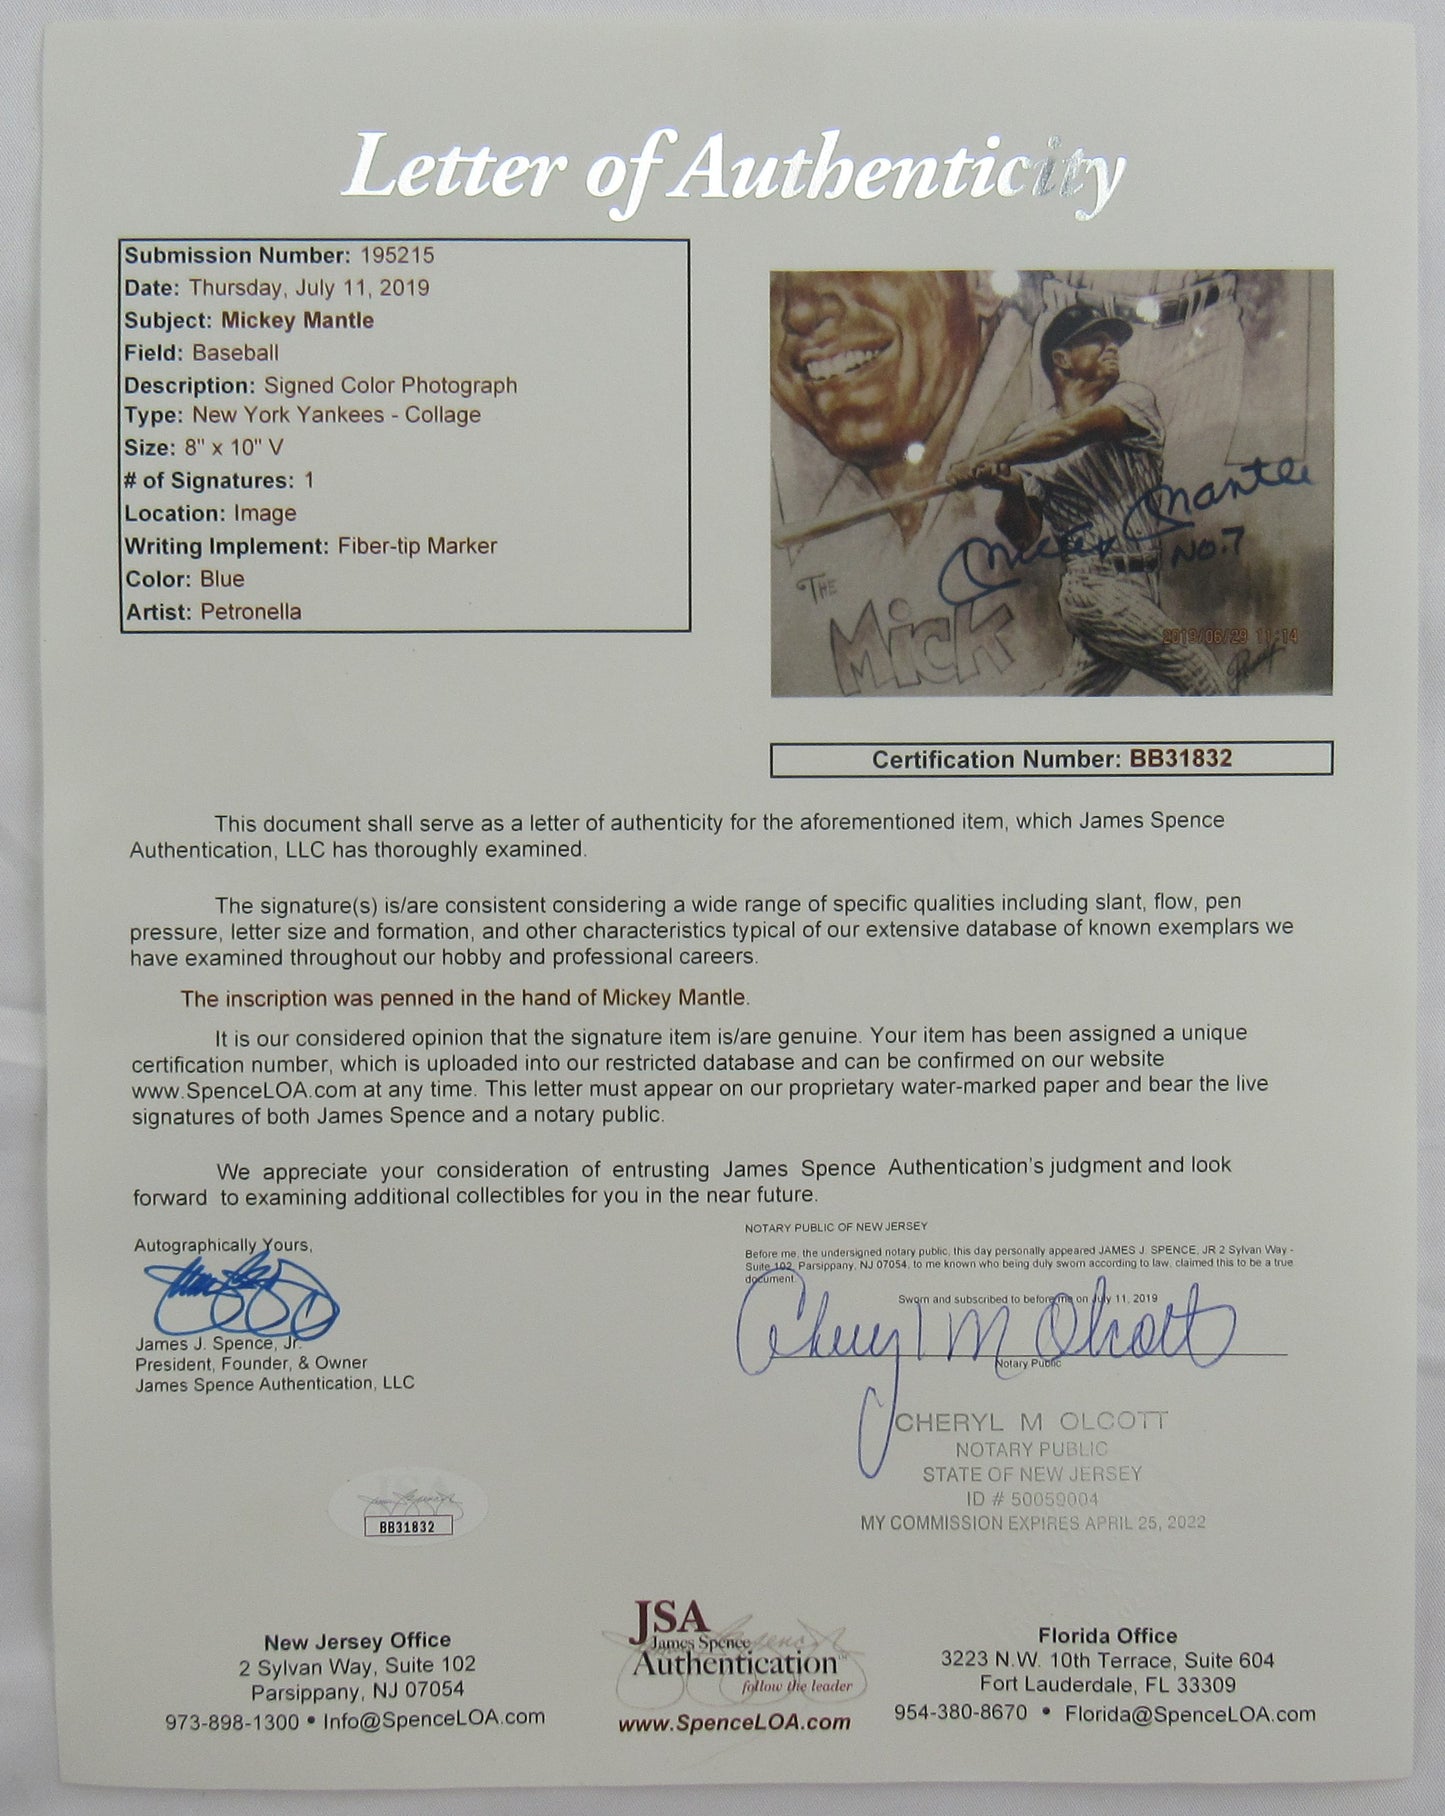 Letter of Authenticity
Submission Number: 195215
Date: Thursday, July 11, 2019
Subject: Mickey Mantle
Field: Baseball
Description: Signed Color Photograph
Type: New York Yankees - Collage
Size: 8" x 10" V
# of Signatures: 1
Location: Image
Writing Implement: Fiber-tip Marker
Color: Blue
Artist: Petronella
Mickey Mantle
NO. 7
THE
Mick
2019/06/29 11:14
Certification Number: BB31832
This document shall serve as a letter of authenticity for the aforementioned item, which James Spence
Authentication, LLC has thoroughly examined.
The signature(s) is/are consistent considering a wide range of specific qualities including slant, flow, pen
pressure, letter size and formation, and other characteristics typical of our extensive database of known exemplars we
have examined throughout our hobby and professional careers.
The inscription was penned in the hand of Mickey Mantle.
It is our considered opinion that the signature item is/are genuine. Your item has been assigned a unique
certification number, which is uploaded into our restricted database and can be confirmed on our website
www.SpenceLOA.com at any time. This letter must appear on our proprietary water-marked paper and bear the live
signatures of both James Spence and a notary public.
We appreciate your consideration of entrusting James Spence Authentication's judgment and look
forward to examining additional collectibles for you in the near future.
Autographically Yours,
James J. Spence, Jr.
President, Founder, & Owner
James Spence Authentication, LLC
NOTARY PUBLIC OF NEW JERSEY
Before me, the undersigned notary public, this day personally appeared JAMES J. SPENCE, JR 2 Sylvan Way -
Suite 102, Parsippany, NJ 07054, to me known who being duly sworn according to law, claimed this to be a true
document.
Sworn and subscribed to before me on July 11, 2019
Cheryl M Olcott
Notary Public
CHERYL M OLCOTT
NOTARY PUBLIC
STATE OF NEW JERSEY
ID # 50059004
MY COMMISSION EXPIRES APRIL 25, 2022
JSA
BB31832
New Jersey Office
2 Sylvan Way, Suite 102
Parsippany, NJ 07054
973-898-1300 • Info@SpenceLOA.com
JSA
James Spence
Authentication™
follow the leader
www.SpenceLOA.com
Florida Office
3223 N.W. 10th Terrace, Suite 604
Fort Lauderdale, FL 33309
954-380-8670 • Florida@SpenceLOA.com